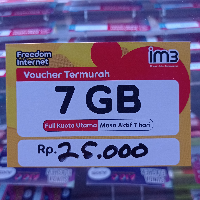 Freedom
Internet
im3
Voucher Termurah
7 GB
Full Kuota Utama Masa Aktif 7 hari
Rp. 25.000